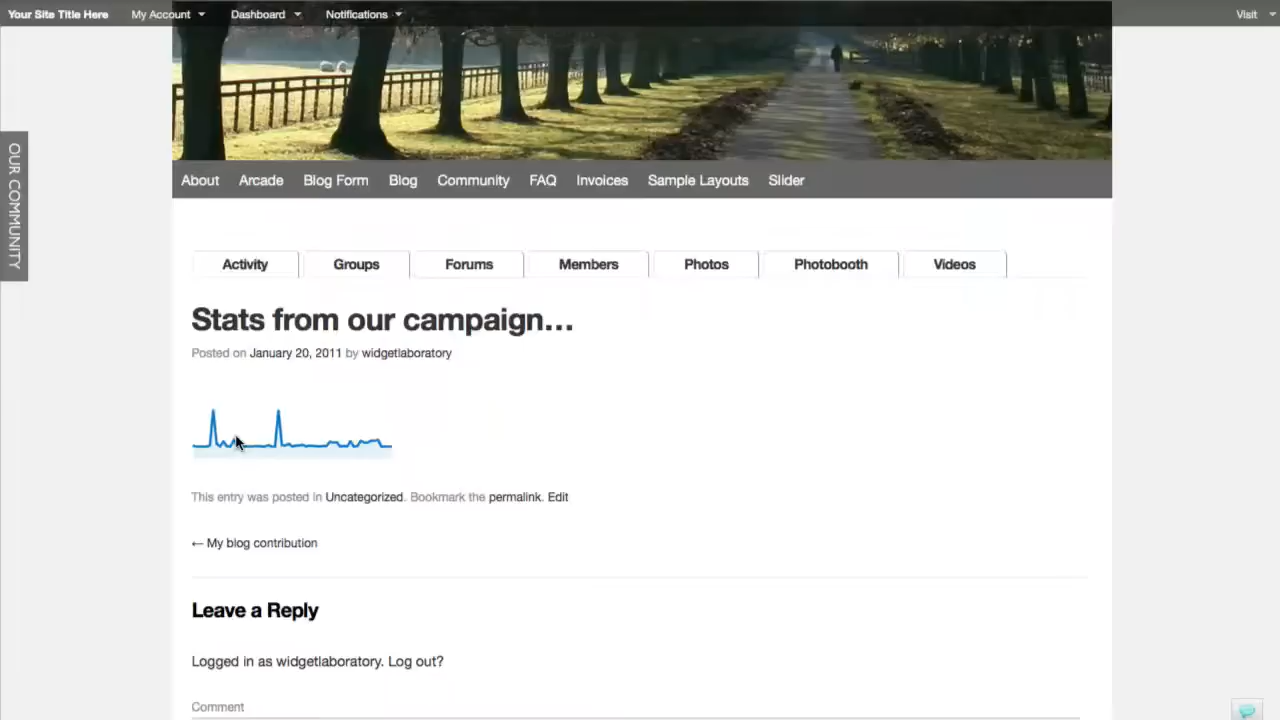 Your Site Title Here My Account Dashboard Notifications Visit
OUR COMMUNITY
About Arcade Blog Form Blog Community FAQ Invoices Sample Layouts Slider
Activity Groups Forums Members Photos Photobooth Videos
Stats from our campaign...
Posted on January 20, 2011 by widgetlaboratory
This entry was posted in Uncategorized. Bookmark the permalink. Edit
← My blog contribution
Leave a Reply
Logged in as widgetlaboratory. Log out?
Comment